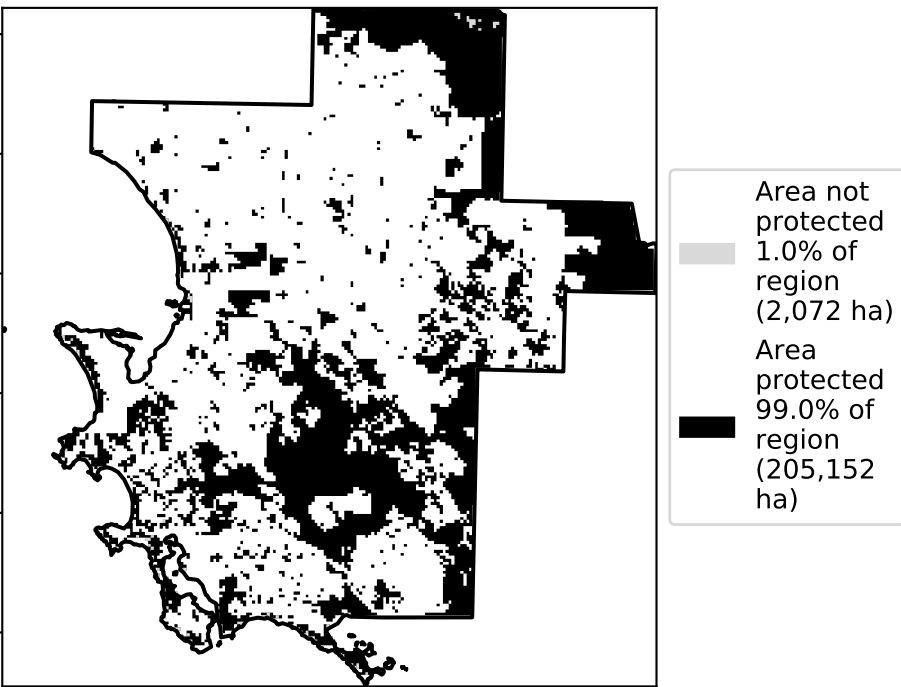 Area not
protected
1.0% of
region
(2,072 ha)
Area
protected
99.0% of
region
(205,152
ha)